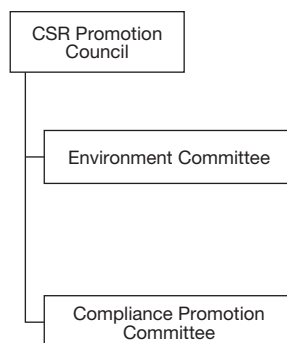 CSR Promotion
Council
Environment Committee
Compliance Promotion
Committee